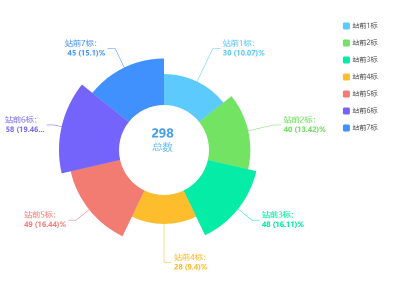 站前7标:
45 (15.1)%
站前1标:
30 (10.07)%
站前2标:
40 (13.42)%
站前6标:
58 (19.46...
298
总数
站前5标:
49 (16.44)%
站前3标:
48 (16.11)%
站前4标:
28 (9.4)%
站前1标
站前2标
站前3标
站前4标
站前5标
站前6标
站前7标